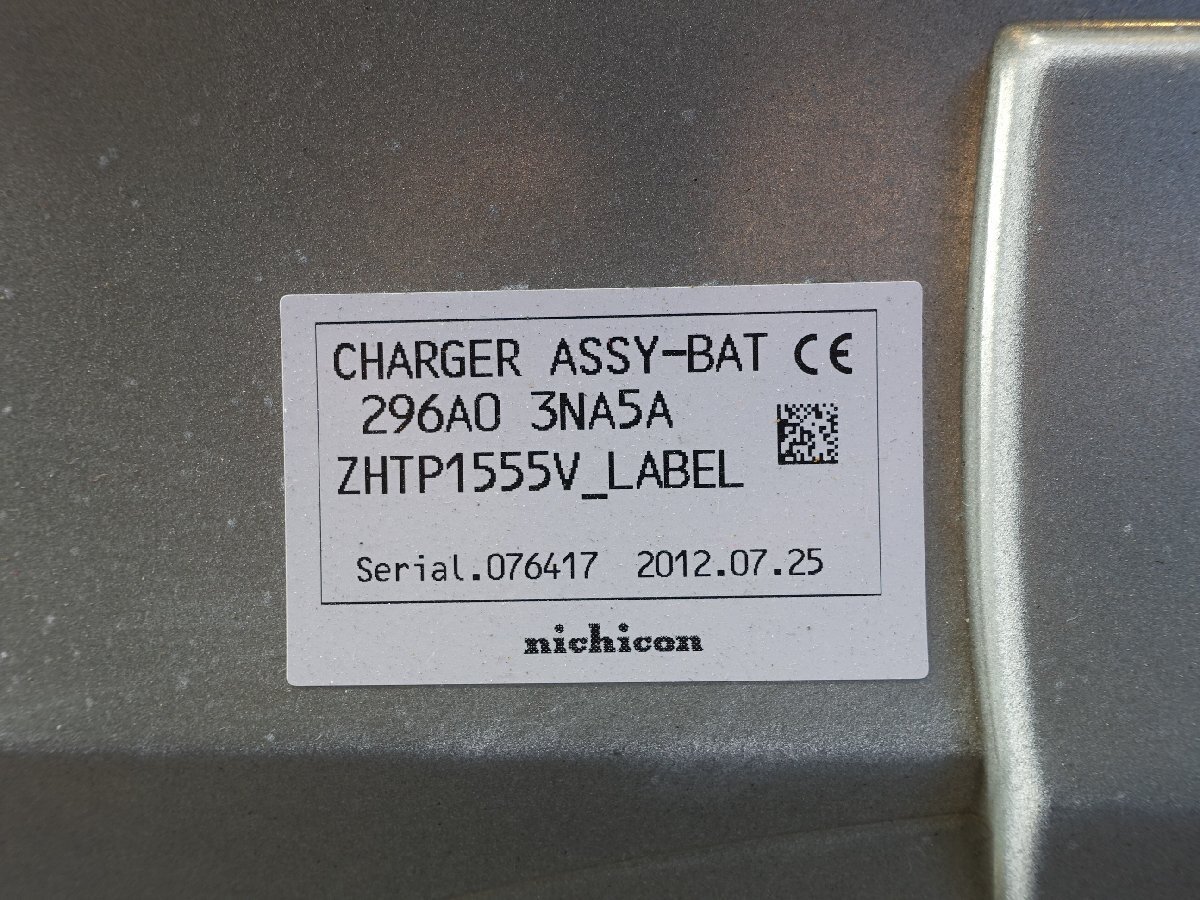 CHARGER ASSY-BAT CE
296A0 3NA5A
ZHTP1555V_LABEL
Serial.076417 2012.07.25
nichicon